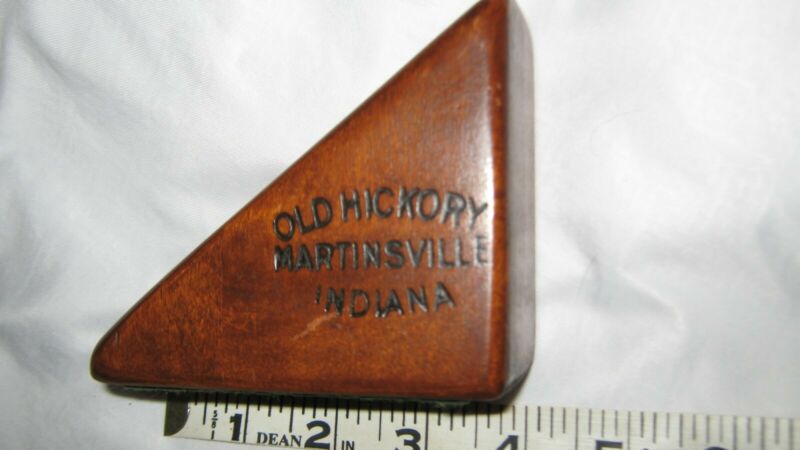 OLD HICKORY
MARTINSVILLE
INDIANA
1 DEAN 2 IN 3 4 5